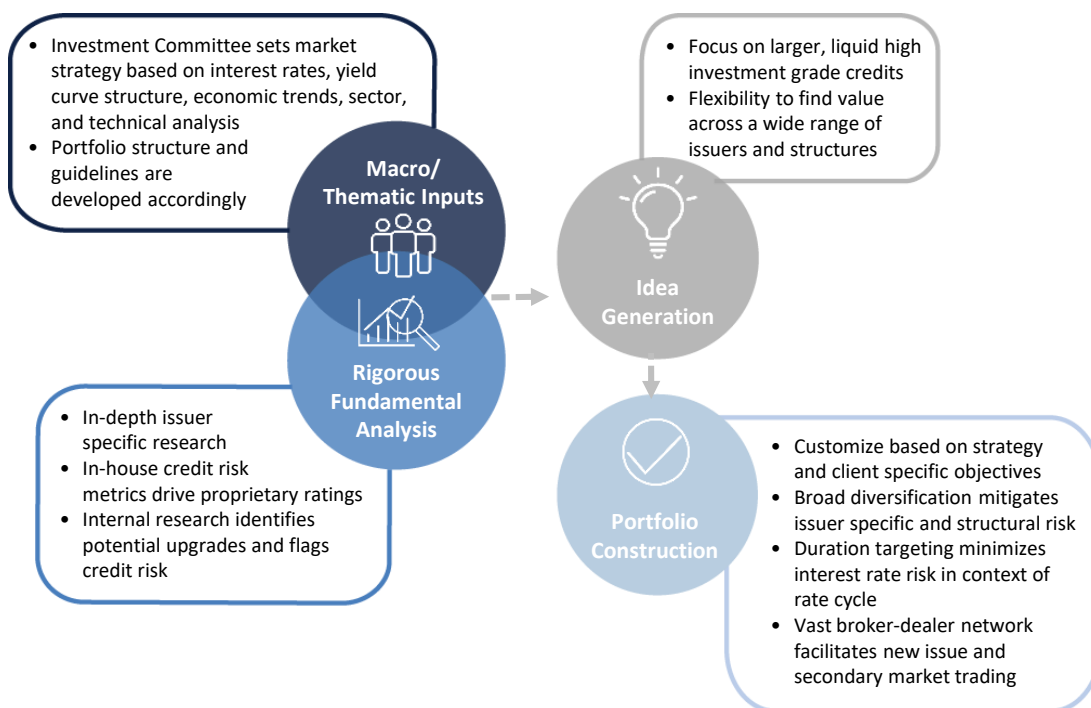 • Investment Committee sets market
strategy based on interest rates, yield
curve structure, economic trends, sector,
and technical analysis
• Portfolio structure and
guidelines are
developed accordingly
Macro/
Thematic Inputs
Rigorous
Fundamental
Analysis
• In-depth issuer
specific research
• In-house credit risk
metrics drive proprietary ratings
• Internal research identifies
potential upgrades and flags
credit risk
• Focus on larger, liquid high
investment grade credits
• Flexibility to find value
across a wide range of
issuers and structures
Idea
Generation
Portfolio
Construction
• Customize based on strategy
and client specific objectives
• Broad diversification mitigates
issuer specific and structural risk
• Duration targeting minimizes
interest rate risk in context of
rate cycle
• Vast broker-dealer network
facilitates new issue and
secondary market trading